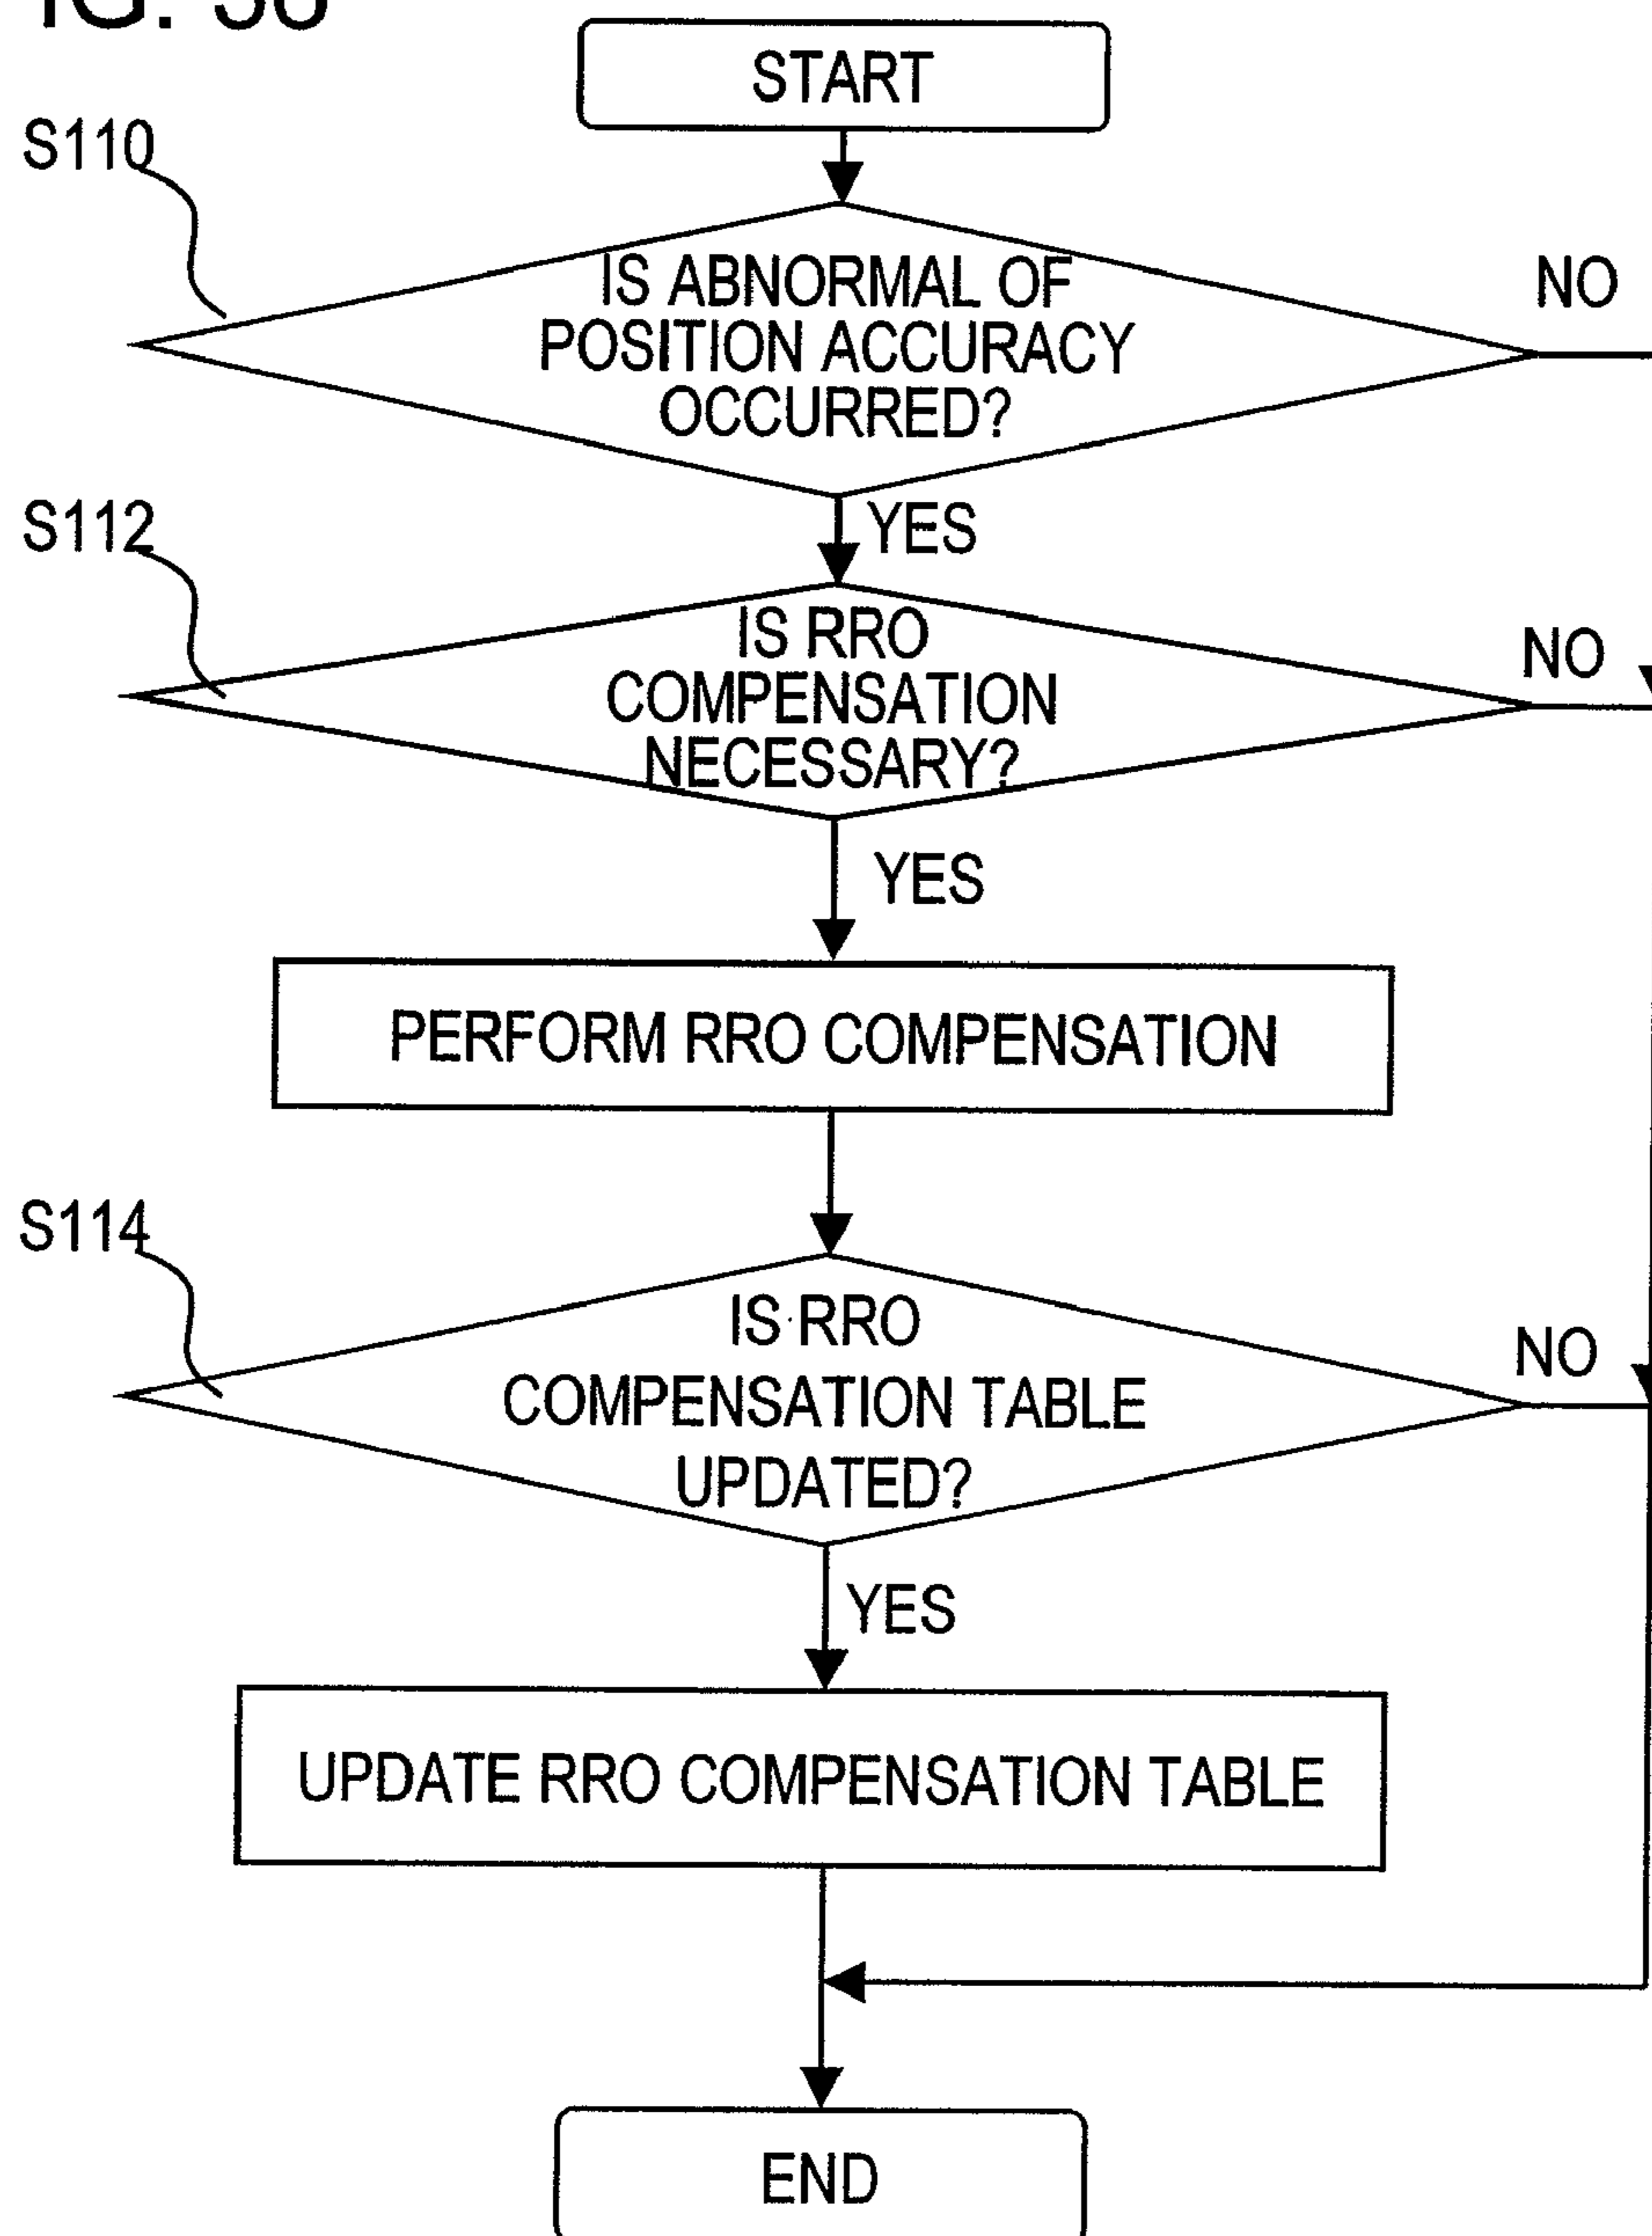 START
S110
IS ABNORMAL OF
POSITION ACCURACY
OCCURRED?
NO
YES
S112
IS RRO
COMPENSATION
NECESSARY?
NO
YES
PERFORM RRO COMPENSATION
S114
IS RRO
COMPENSATION TABLE
UPDATED?
NO
YES
UPDATE RRO COMPENSATION TABLE
END